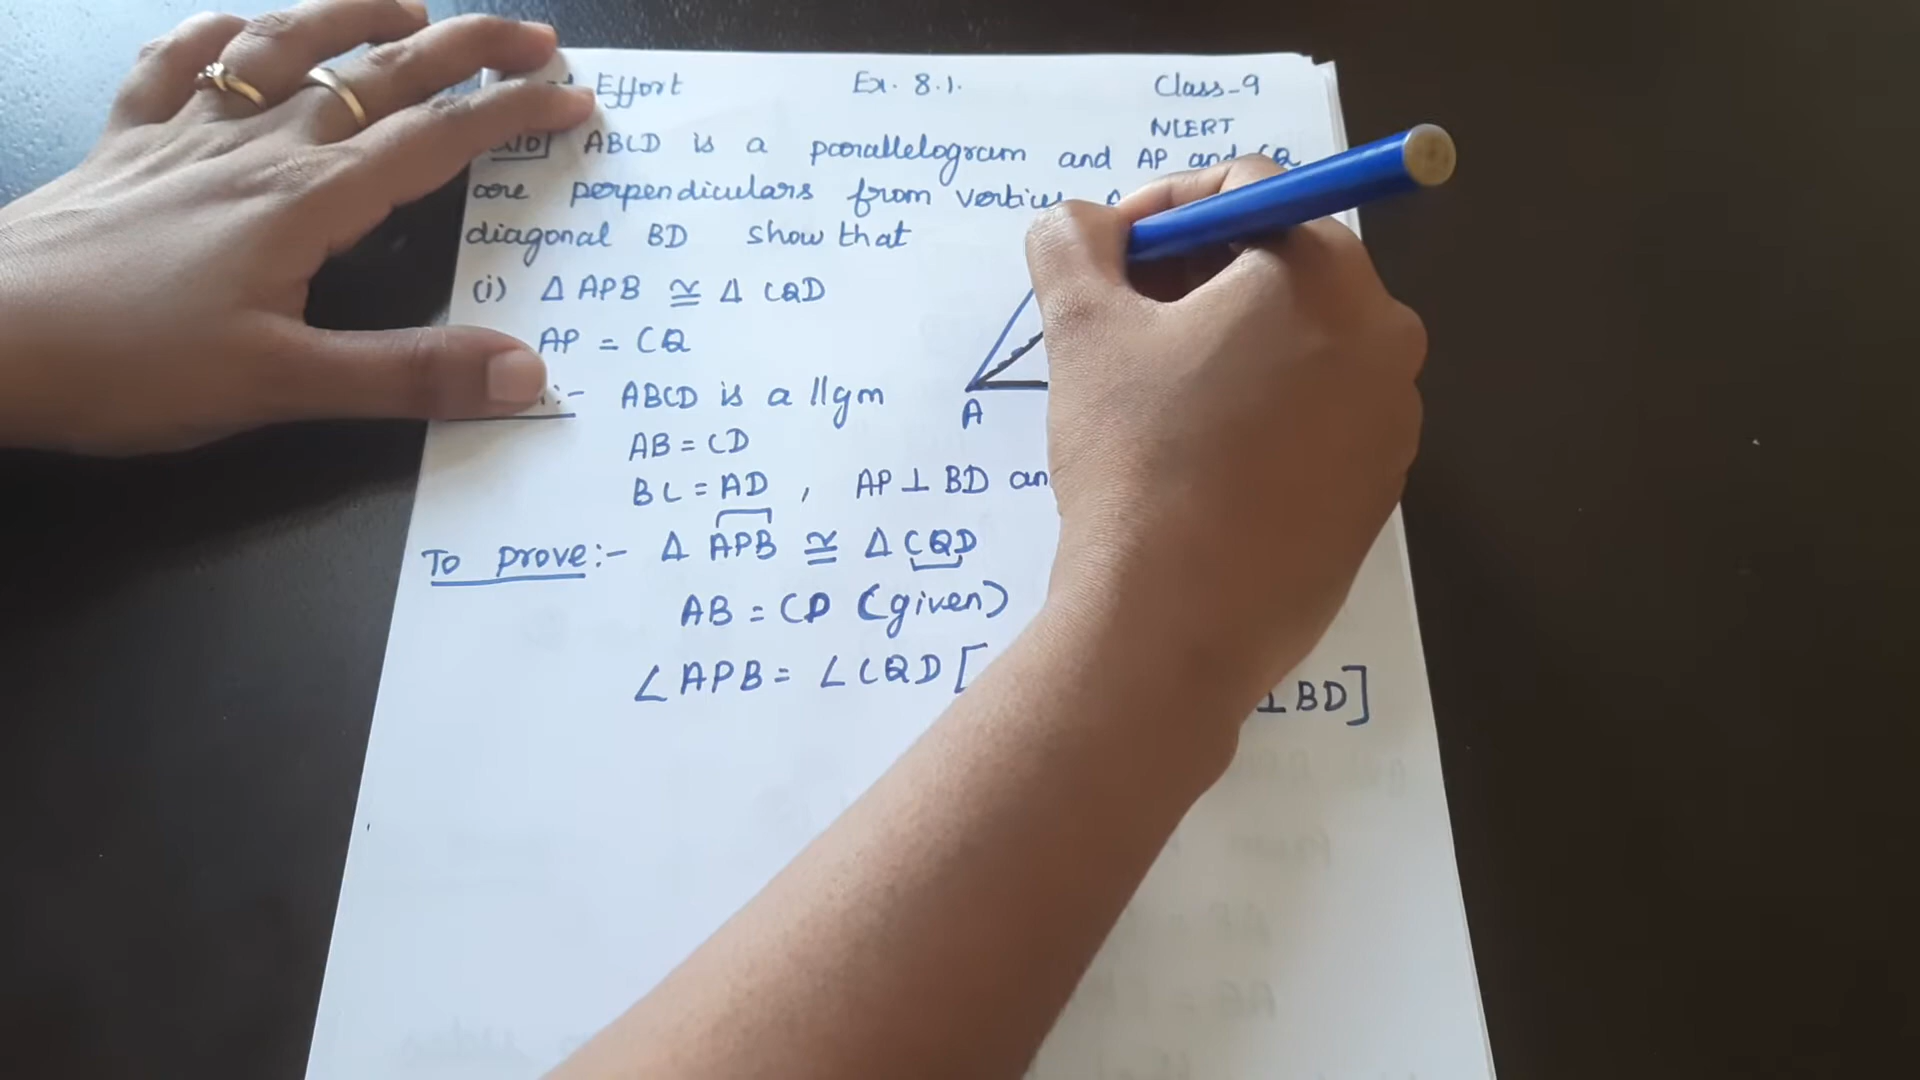 Effort Ex. 8.1. Class-9
NCERT
ABCD is a parallelogram and AP and CQ
are perpendiculars from vertices
diagonal BD show that
(i) Δ APB ≅ Δ CQD
AP = CQ
ABCD is a ||gm
AB = CD
BC = AD , AP ⊥ BD
To prove:- Δ APB ≅ Δ CQD
AB = CD (given)
∠APB = ∠CQD [ ⊥ BD]
A